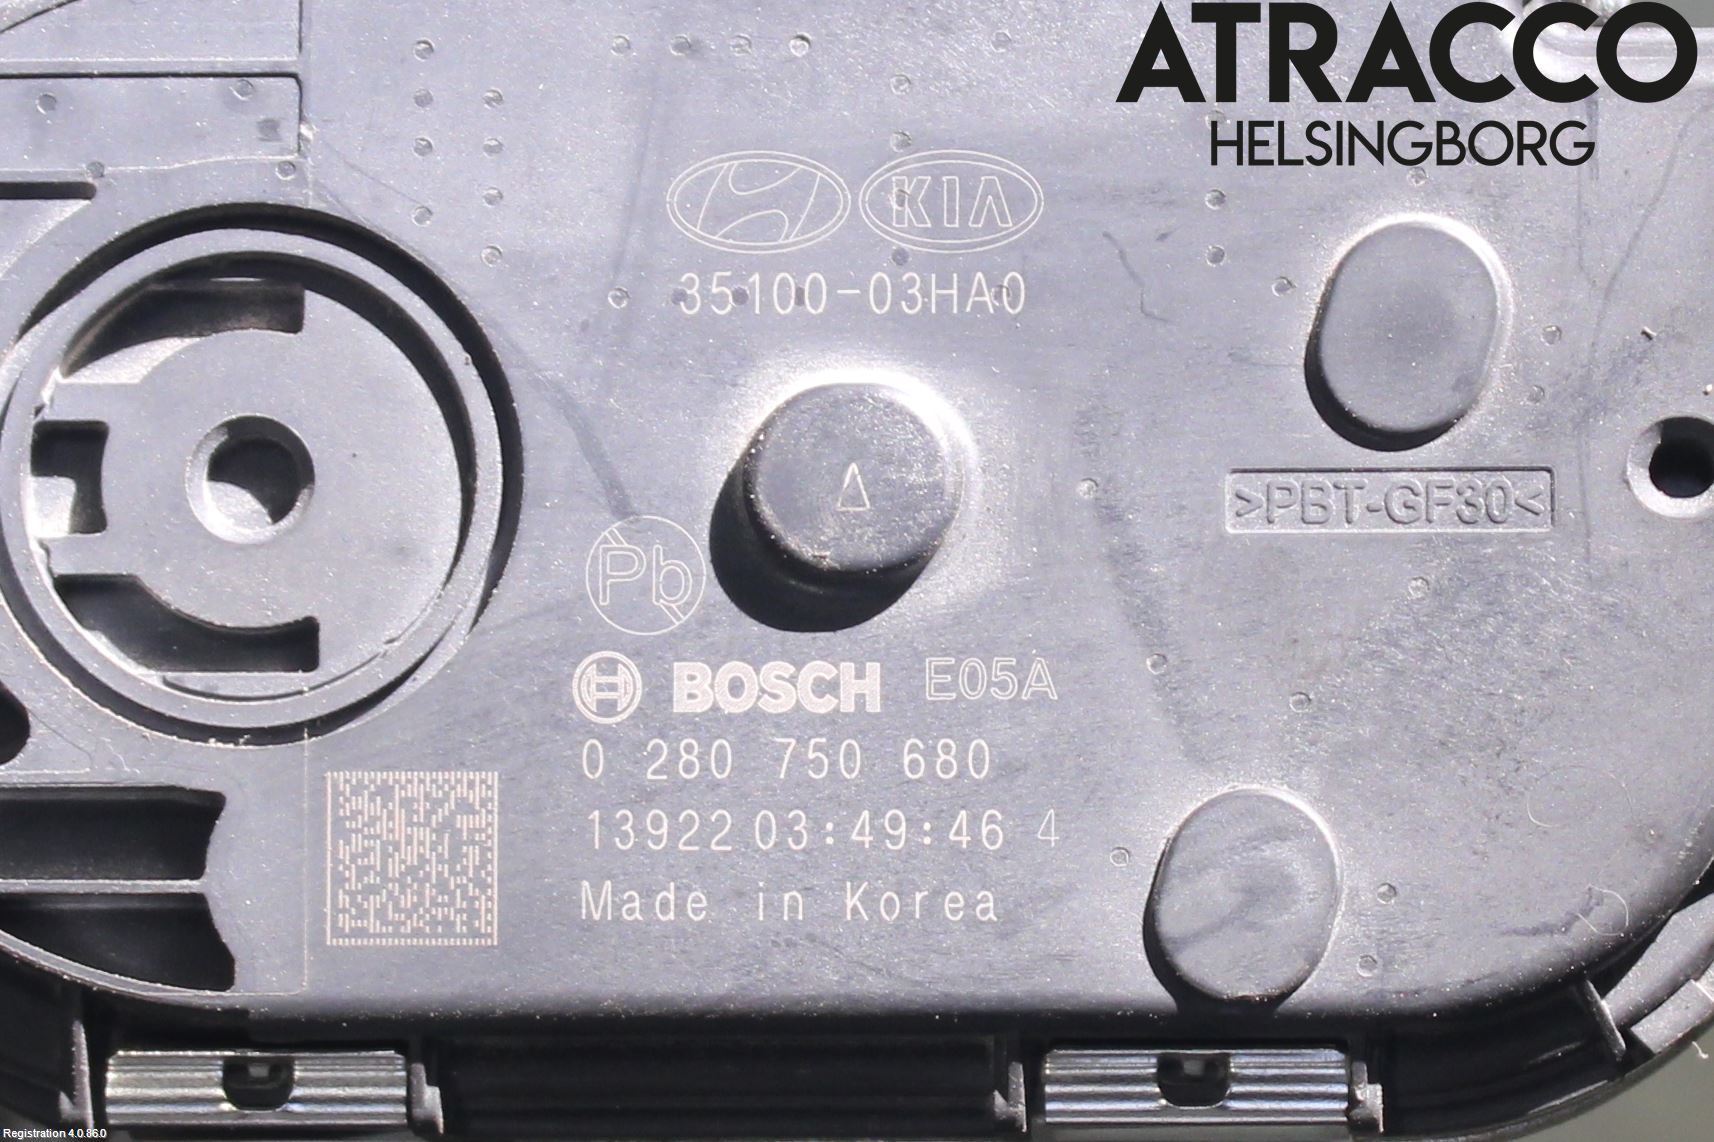 ATRACCO
HELSINGBORG
KIA
35100-03HA0
>PBT-GF30<
Pb
BOSCH E05A
0 280 750 680
13922 03:49:46 4
Made in Korea
Registration 4.0.86.0